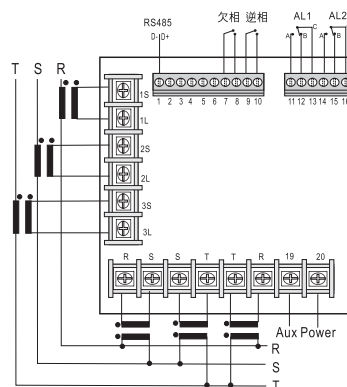 RS485
D- D+
欠相 逆相
AL1 AL2
C
A B A B
1 2 3 4 5 6 7 8 9 10 11 12 13 14 15
T S R
1S
1L
2S
2L
3S
3L
R S S T T R 19 20
Aux Power
R
S
T